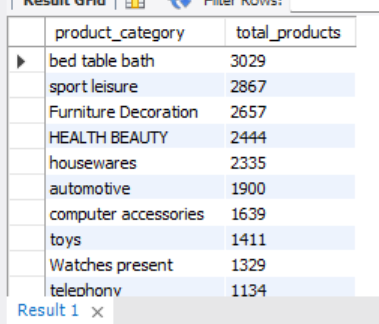 Result Grid Filter Rows:
product_category total_products
bed table bath 3029
sport leisure 2867
Furniture Decoration 2657
HEALTH BEAUTY 2444
housewares 2335
automotive 1900
computer accessories 1639
toys 1411
Watches present 1329
telephony 1134
Result 1 ×